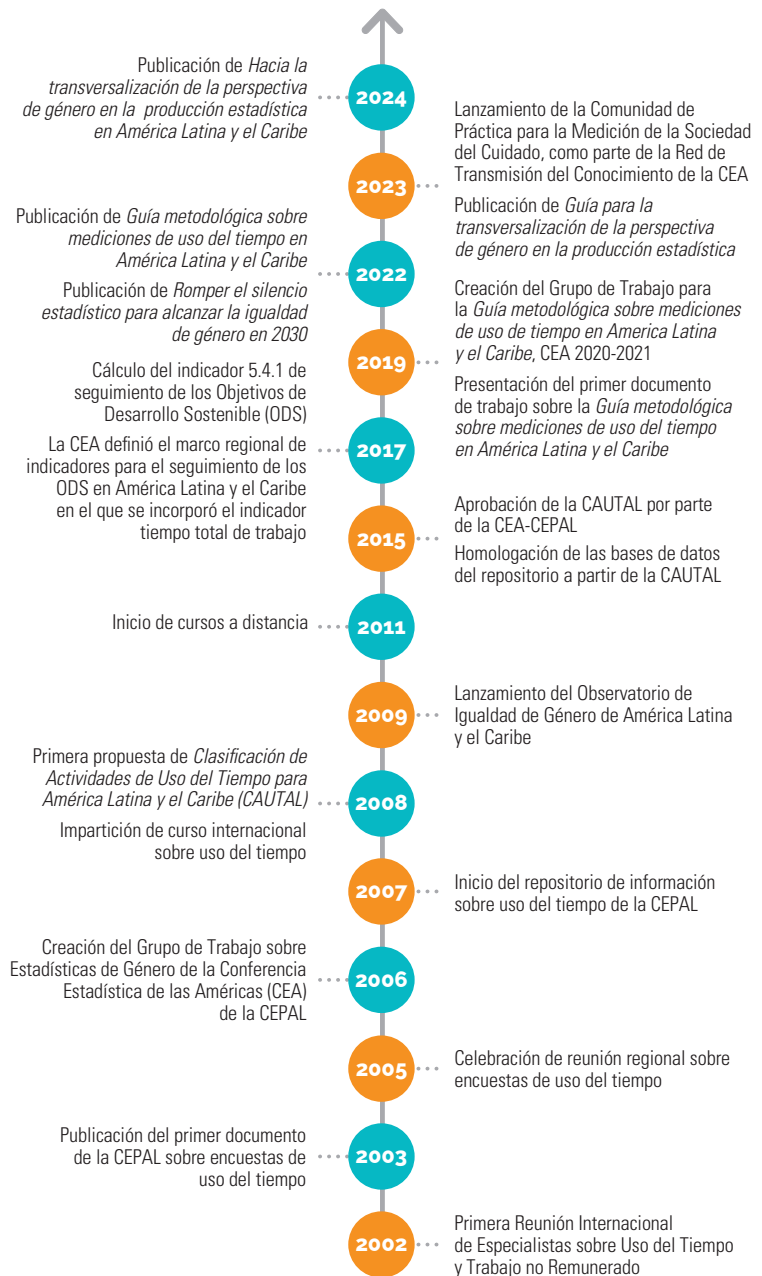 2024
Publicación de Hacia la
transversalización de la perspectiva
de género en la producción estadística
en América Latina y el Caribe
2023
Lanzamiento de la Comunidad de
Práctica para la Medición de la Sociedad
del Cuidado, como parte de la Red de
Transmisión del Conocimiento de la CEA
Publicación de Guía para la
transversalización de la perspectiva
de género en la producción estadística
2022
Publicación de Guía metodológica sobre
mediciones de uso del tiempo en
América Latina y el Caribe
Publicación de Romper el silencio
estadístico para alcanzar la igualdad
de género en 2030
2019
Creación del Grupo de Trabajo para
la Guía metodológica sobre mediciones
de uso de tiempo en America Latina
y el Caribe, CEA 2020-2021
Presentación del primer documento
de trabajo sobre la Guía metodológica
sobre mediciones de uso del tiempo
en América Latina y el Caribe
2017
Cálculo del indicador 5.4.1 de
seguimiento de los Objetivos de
Desarrollo Sostenible (ODS)
La CEA definió el marco regional de
indicadores para el seguimiento de los
ODS en América Latina y el Caribe
en el que se incorporó el indicador
tiempo total de trabajo
2015
Aprobación de la CAUTAL por parte
de la CEA-CEPAL
Homologación de las bases de datos
del repositorio a partir de la CAUTAL
2011
Inicio de cursos a distancia
2009
Lanzamiento del Observatorio de
Igualdad de Género de América Latina
y el Caribe
2008
Primera propuesta de Clasificación de
Actividades de Uso del Tiempo para
América Latina y el Caribe (CAUTAL)
Impartición de curso internacional
sobre uso del tiempo
2007
Inicio del repositorio de información
sobre uso del tiempo de la CEPAL
2006
Creación del Grupo de Trabajo sobre
Estadísticas de Género de la Conferencia
Estadística de las Américas (CEA)
de la CEPAL
2005
Celebración de reunión regional sobre
encuestas de uso del tiempo
2003
Publicación del primer documento
de la CEPAL sobre encuestas de
uso del tiempo
2002
Primera Reunión Internacional
de Especialistas sobre Uso del Tiempo
y Trabajo no Remunerado